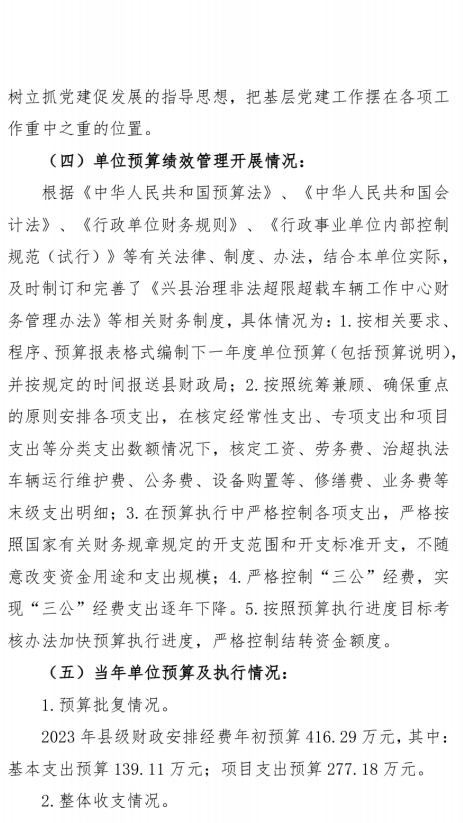 树立抓党建促发展的指导思想，把基层党建工作摆在各项工
作重中之重的位置。
（四）单位预算绩效管理开展情况：
根据《中华人民共和国预算法》、《中华人民共和国会
计法》、《行政单位财务规则》、《行政事业单位内部控制
规范（试行）》等有关法律、制度、办法，结合本单位实际，
及时制订和完善了《兴县治理非法超限超载车辆工作中心财
务管理办法》等相关财务制度，具体情况为：1.按相关要求、
程序、预算报表格式编制下一年度单位预算（包括预算说明），
并按规定的时间报送县财政局；2.按照统筹兼顾、确保重点
的原则安排各项支出，在核定经常性支出、专项支出和项目
支出等分类支出数额情况下，核定工资、劳务费、治超执法
车辆运行维护费、公务费、设备购置等、修缮费、业务费等
末级支出明细；3.在预算执行中严格控制各项支出，严格按
照国家有关财务规章规定的开支范围和开支标准开支，不随
意改变资金用途和支出规模；4.严格控制“三公”经费，实
现“三公”经费支出逐年下降。5.按照预算执行进度目标考
核办法加快预算执行进度，严格控制结转资金额度。
（五）当年单位预算及执行情况：
1.预算批复情况。
2023 年县级财政安排经费年初预算 416.29 万元，其中：
基本支出预算 139.11 万元；项目支出预算 277.18 万元。
2.整体收支情况。